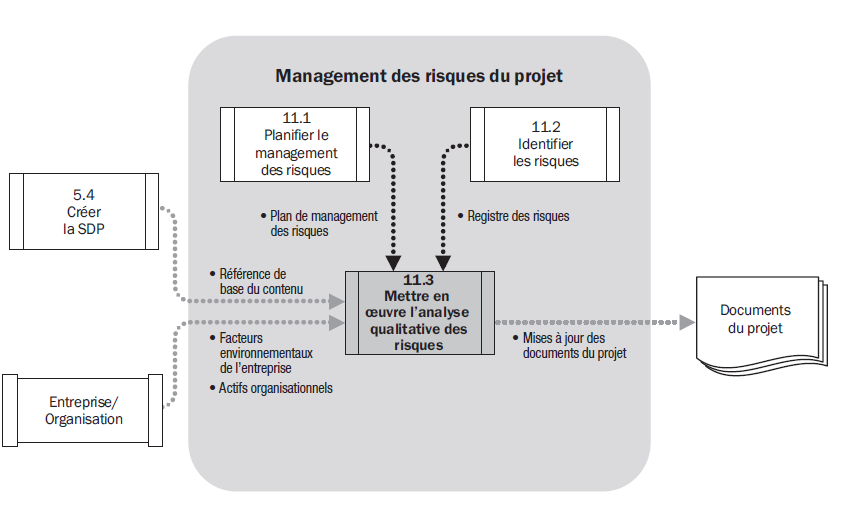 Management des risques du projet
11.1
Planifier le
management
des risques
11.2
Identifier
les risques
5.4
Créer
la SDP
• Plan de management
des risques
• Registre des risques
• Référence de
base du contenu
11.3
Mettre en
œuvre l’analyse
qualitative des
risques
Documents
du projet
• Facteurs
environnementaux
de l’entreprise
• Actifs organisationnels
• Mises à jour des
documents du projet
Entreprise/
Organisation